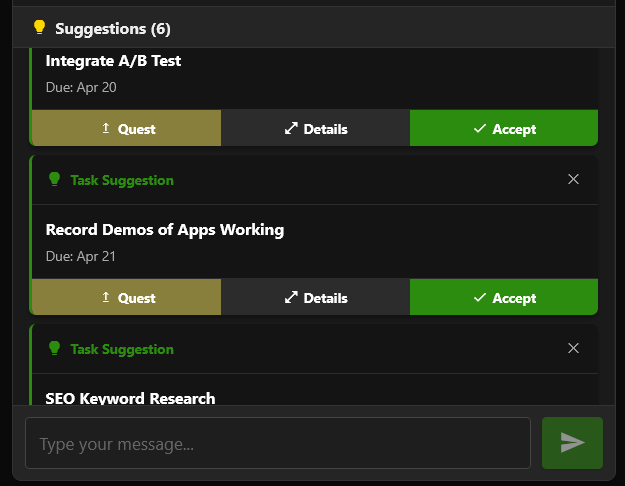 Suggestions (6)
Integrate A/B Test
Due: Apr 20
Quest Details Accept
Task Suggestion
Record Demos of Apps Working
Due: Apr 21
Quest Details Accept
Task Suggestion
SEO Keyword Research
Type your message...